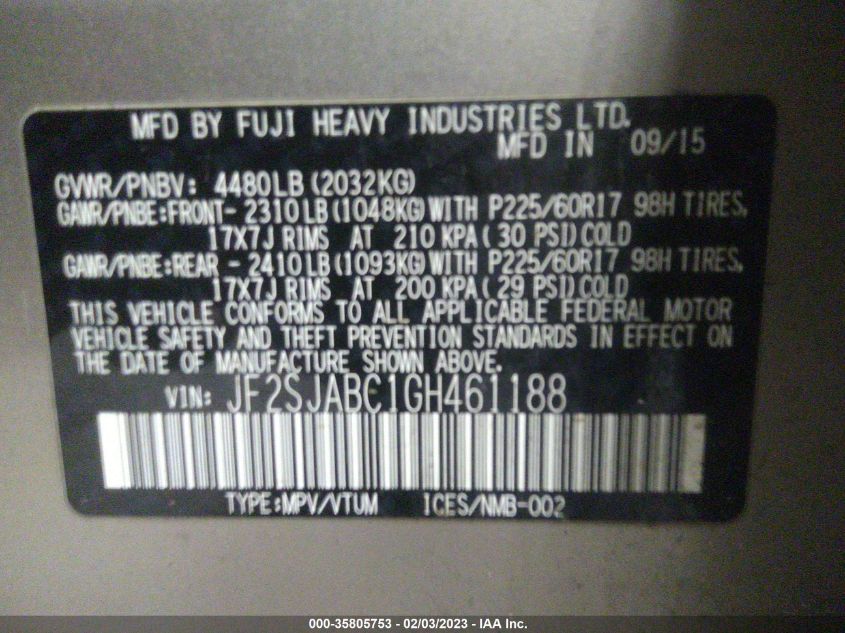 MFD BY FUJI HEAVY INDUSTRIES LTD.
MFD IN 09/15
GVWR/PNBV: 4480LB (2032KG)
GAWR/PNBE:FRONT- 2310LB (1048KG) WITH P225/60R17 98H TIRES,
17X7J RIMS AT 210 KPA ( 30 PSI) COLD
GAWR/PNBE:REAR - 2410LB (1093KG) WITH P225/60R17 98H TIRES,
17X7J RIMS AT 200 KPA ( 29 PSI) COLD
THIS VEHICLE CONFORMS TO ALL APPLICABLE FEDERAL MOTOR
VEHICLE SAFETY AND THEFT PREVENTION STANDARDS IN EFFECT ON
THE DATE OF MANUFACTURE SHOWN ABOVE.
VIN: JF2SJABC1GH461188
TYPE:MPV/VTUM ICES/NMB-002
000-35805753 - 02/03/2023 - IAA Inc.